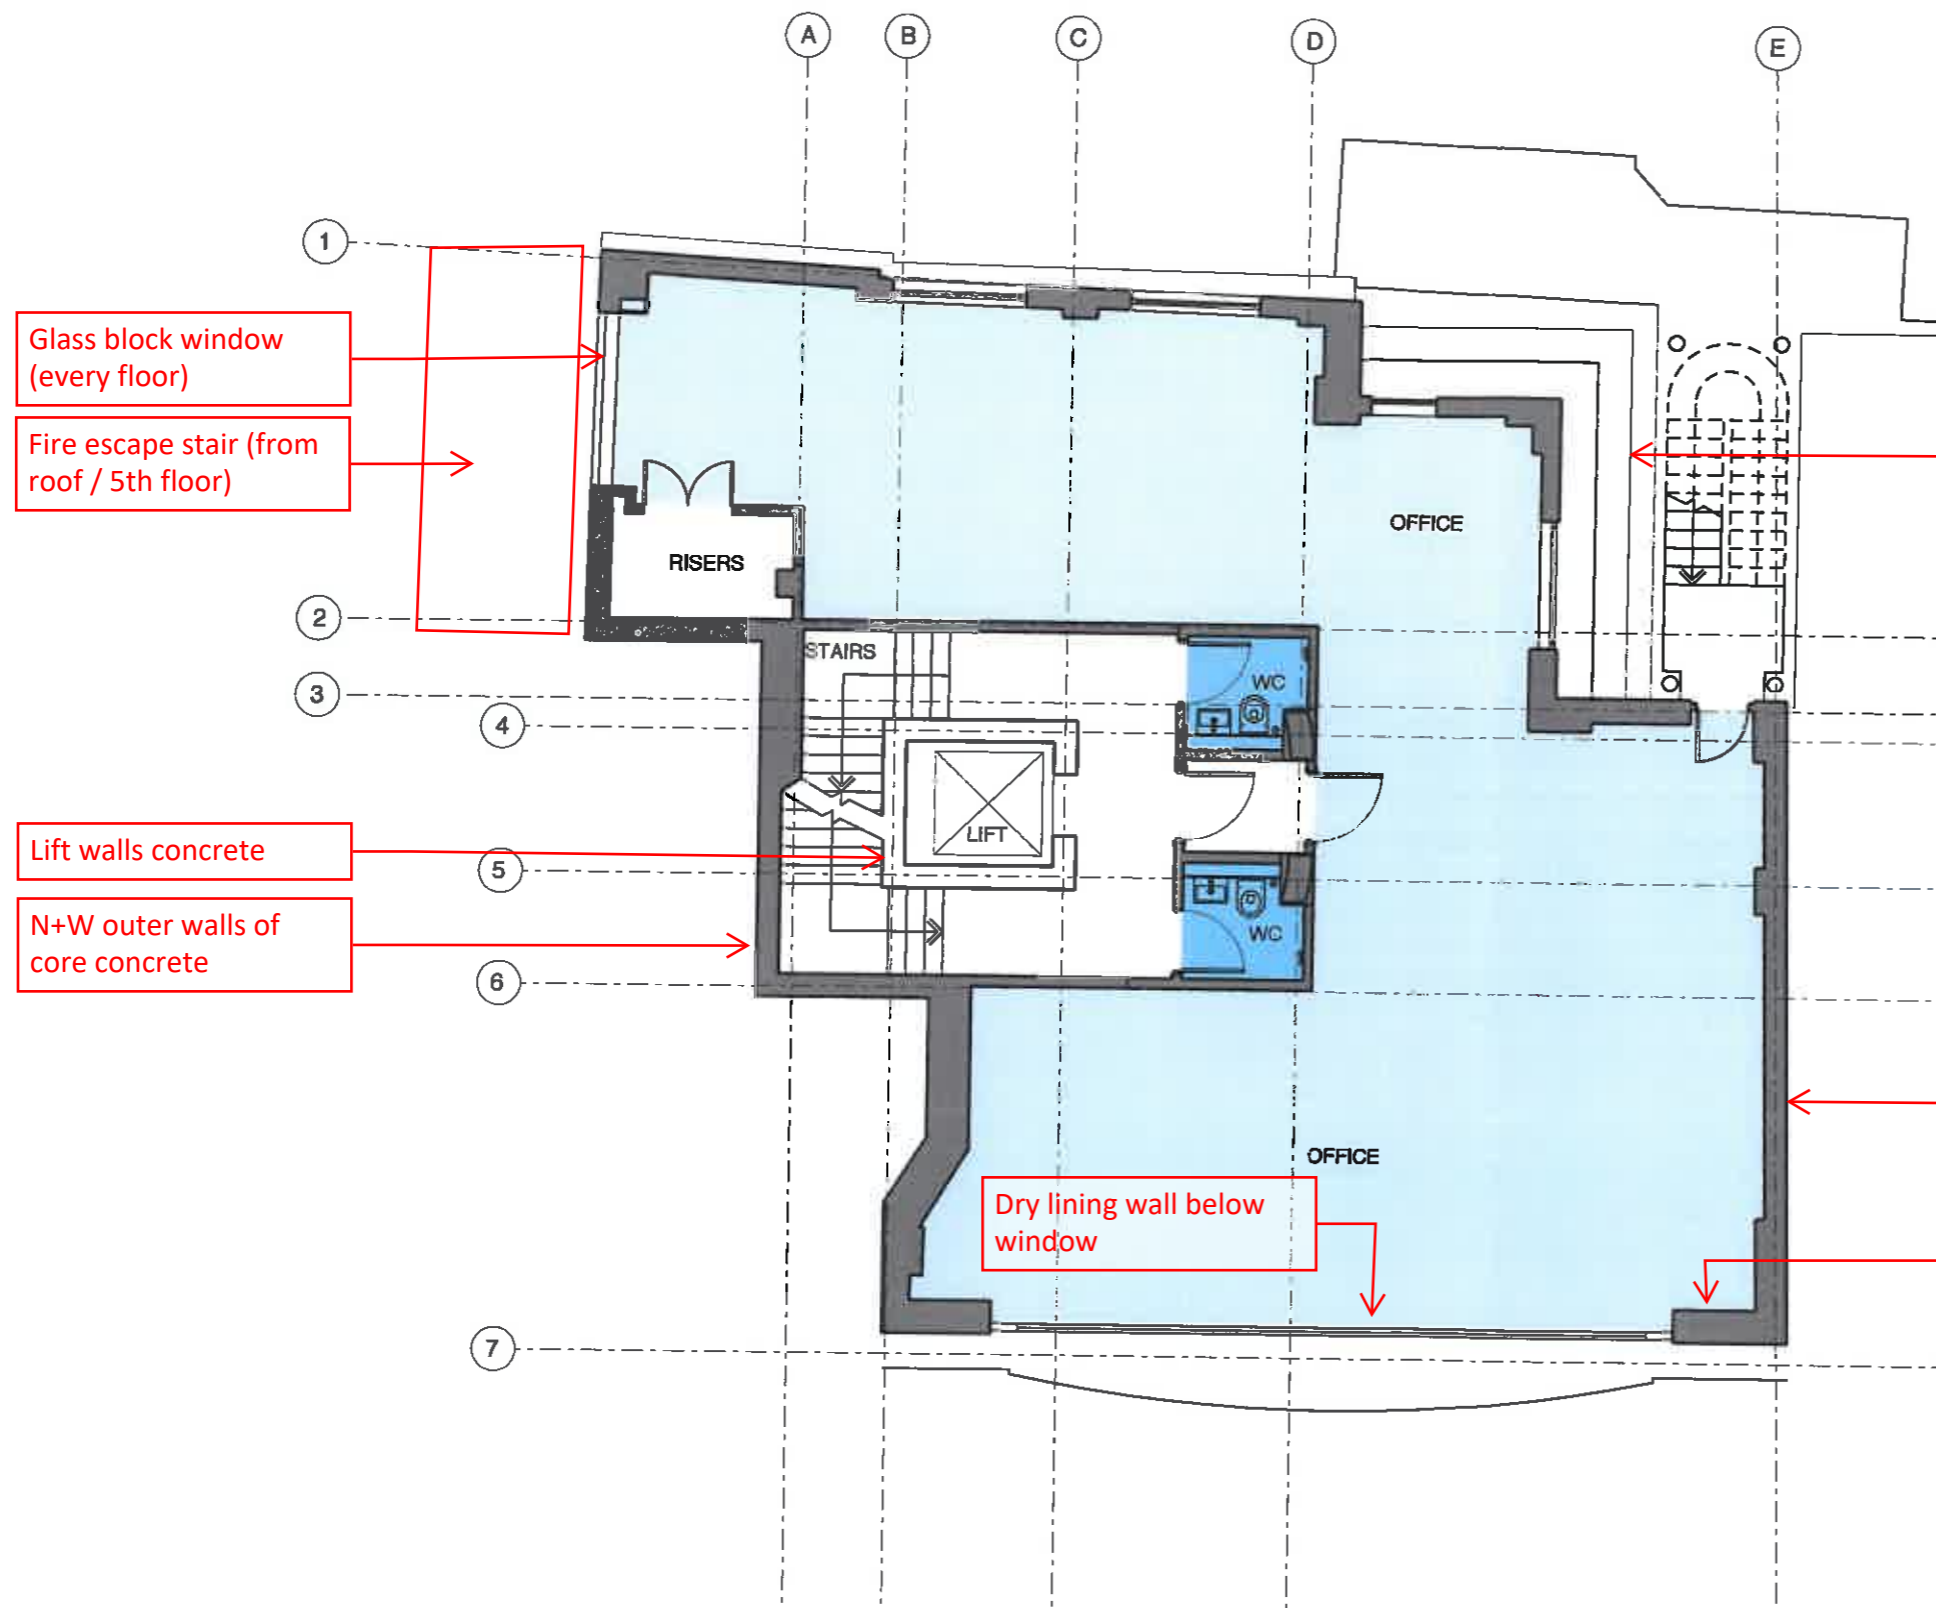 A
B
C
D
E
1
Glass block window
(every floor)
Fire escape stair (from
roof / 5th floor)
OFFICE
RISERS
2
STAIRS
WC
3
4
LIFT
Lift walls concrete
5
N+W outer walls of
core concrete
WC
6
OFFICE
Dry lining wall below
window
7